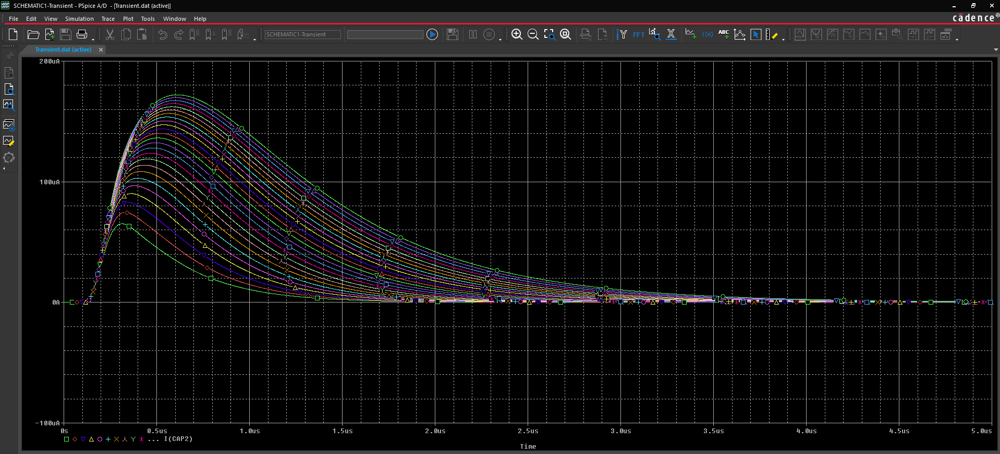 SCHEMATIC1-Transient - PSpice A/D - [Transient.dat (active)]
File Edit View Simulation Trace Plot Tools Window Help
cādence®
SCHEMATIC1-Transient
FFT
f(x)
ABC
Transient.dat (active)
200uA
100uA
0A
-100uA
0s 0.5us 1.0us 1.5us 2.0us 2.5us 3.0us 3.5us 4.0us 4.5us 5.0us
... I(CAP2)
Time